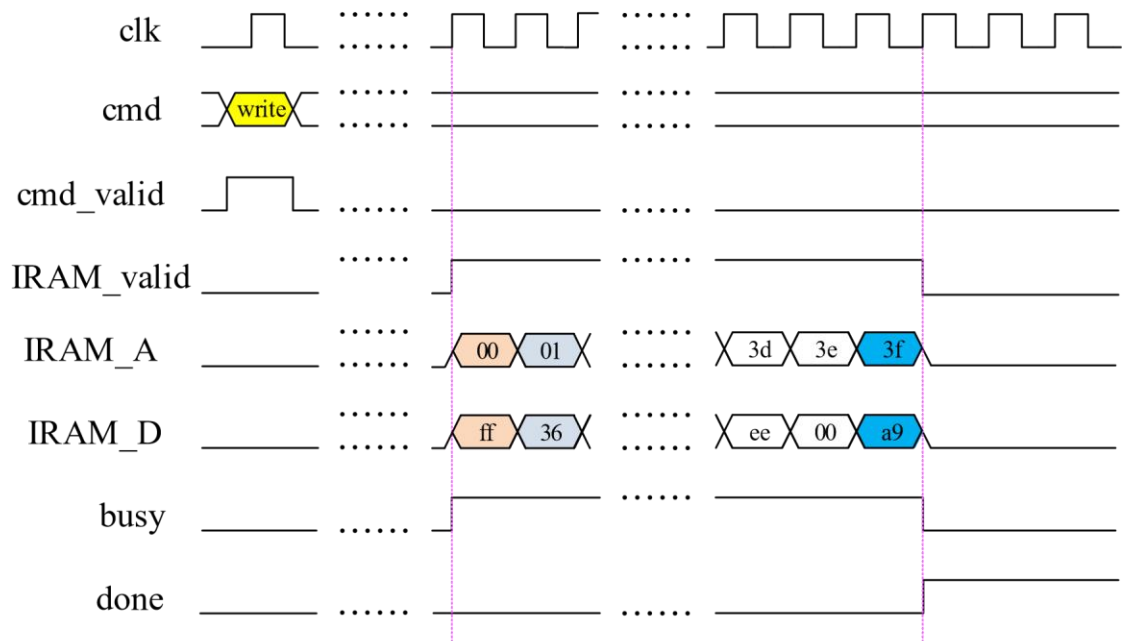 clk
cmd write
cmd_valid
IRAM_valid
IRAM_A 00 01 3d 3e 3f
IRAM_D ff 36 ee 00 a9
busy
done